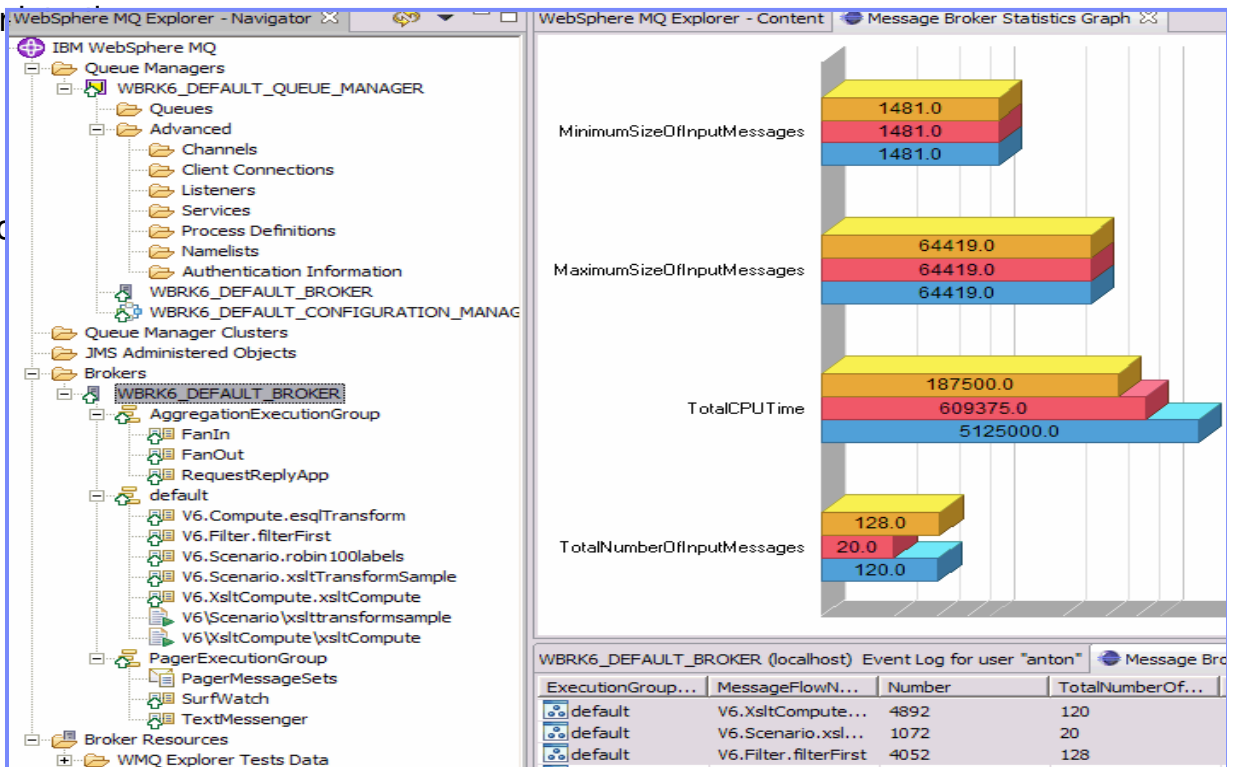 WebSphere MQ Explorer - Navigator
IBM WebSphere MQ
Queue Managers
WBRK6_DEFAULT_QUEUE_MANAGER
Queues
Advanced
Channels
Client Connections
Listeners
Services
Process Definitions
Namelists
Authentication Information
WBRK6_DEFAULT_BROKER
WBRK6_DEFAULT_CONFIGURATION_MANAG
Queue Manager Clusters
JMS Administered Objects
Brokers
WBRK6_DEFAULT_BROKER
AggregationExecutionGroup
FanIn
FanOut
RequestReplyApp
default
V6.Compute.esqlTransform
V6.Filter.filterFirst
V6.Scenario.robin100labels
V6.Scenario.xsltTransformSample
V6.XsltCompute.xsltCompute
V6\Scenario\xslttransformsample
V6\XsltCompute\xsltCompute
PagerExecutionGroup
PagerMessageSets
SurfWatch
TextMessenger
Broker Resources
WMQ Explorer Tests Data
WebSphere MQ Explorer - Content Message Broker Statistics Graph
MinimumSizeOfInputMessages
1481.0
1481.0
1481.0
MaximumSizeOfInputMessages
64419.0
64419.0
64419.0
TotalCPUTime
187500.0
609375.0
5125000.0
TotalNumberOfInputMessages
128.0
20.0
120.0
WBRK6_DEFAULT_BROKER (localhost) Event Log for user "anton" Message Bro
ExecutionGroup... MessageFlowN... Number TotalNumberOf...
default V6.XsltCompute... 4892 120
default V6.Scenario.xsl... 1072 20
default V6.Filter.filterFirst 4052 128